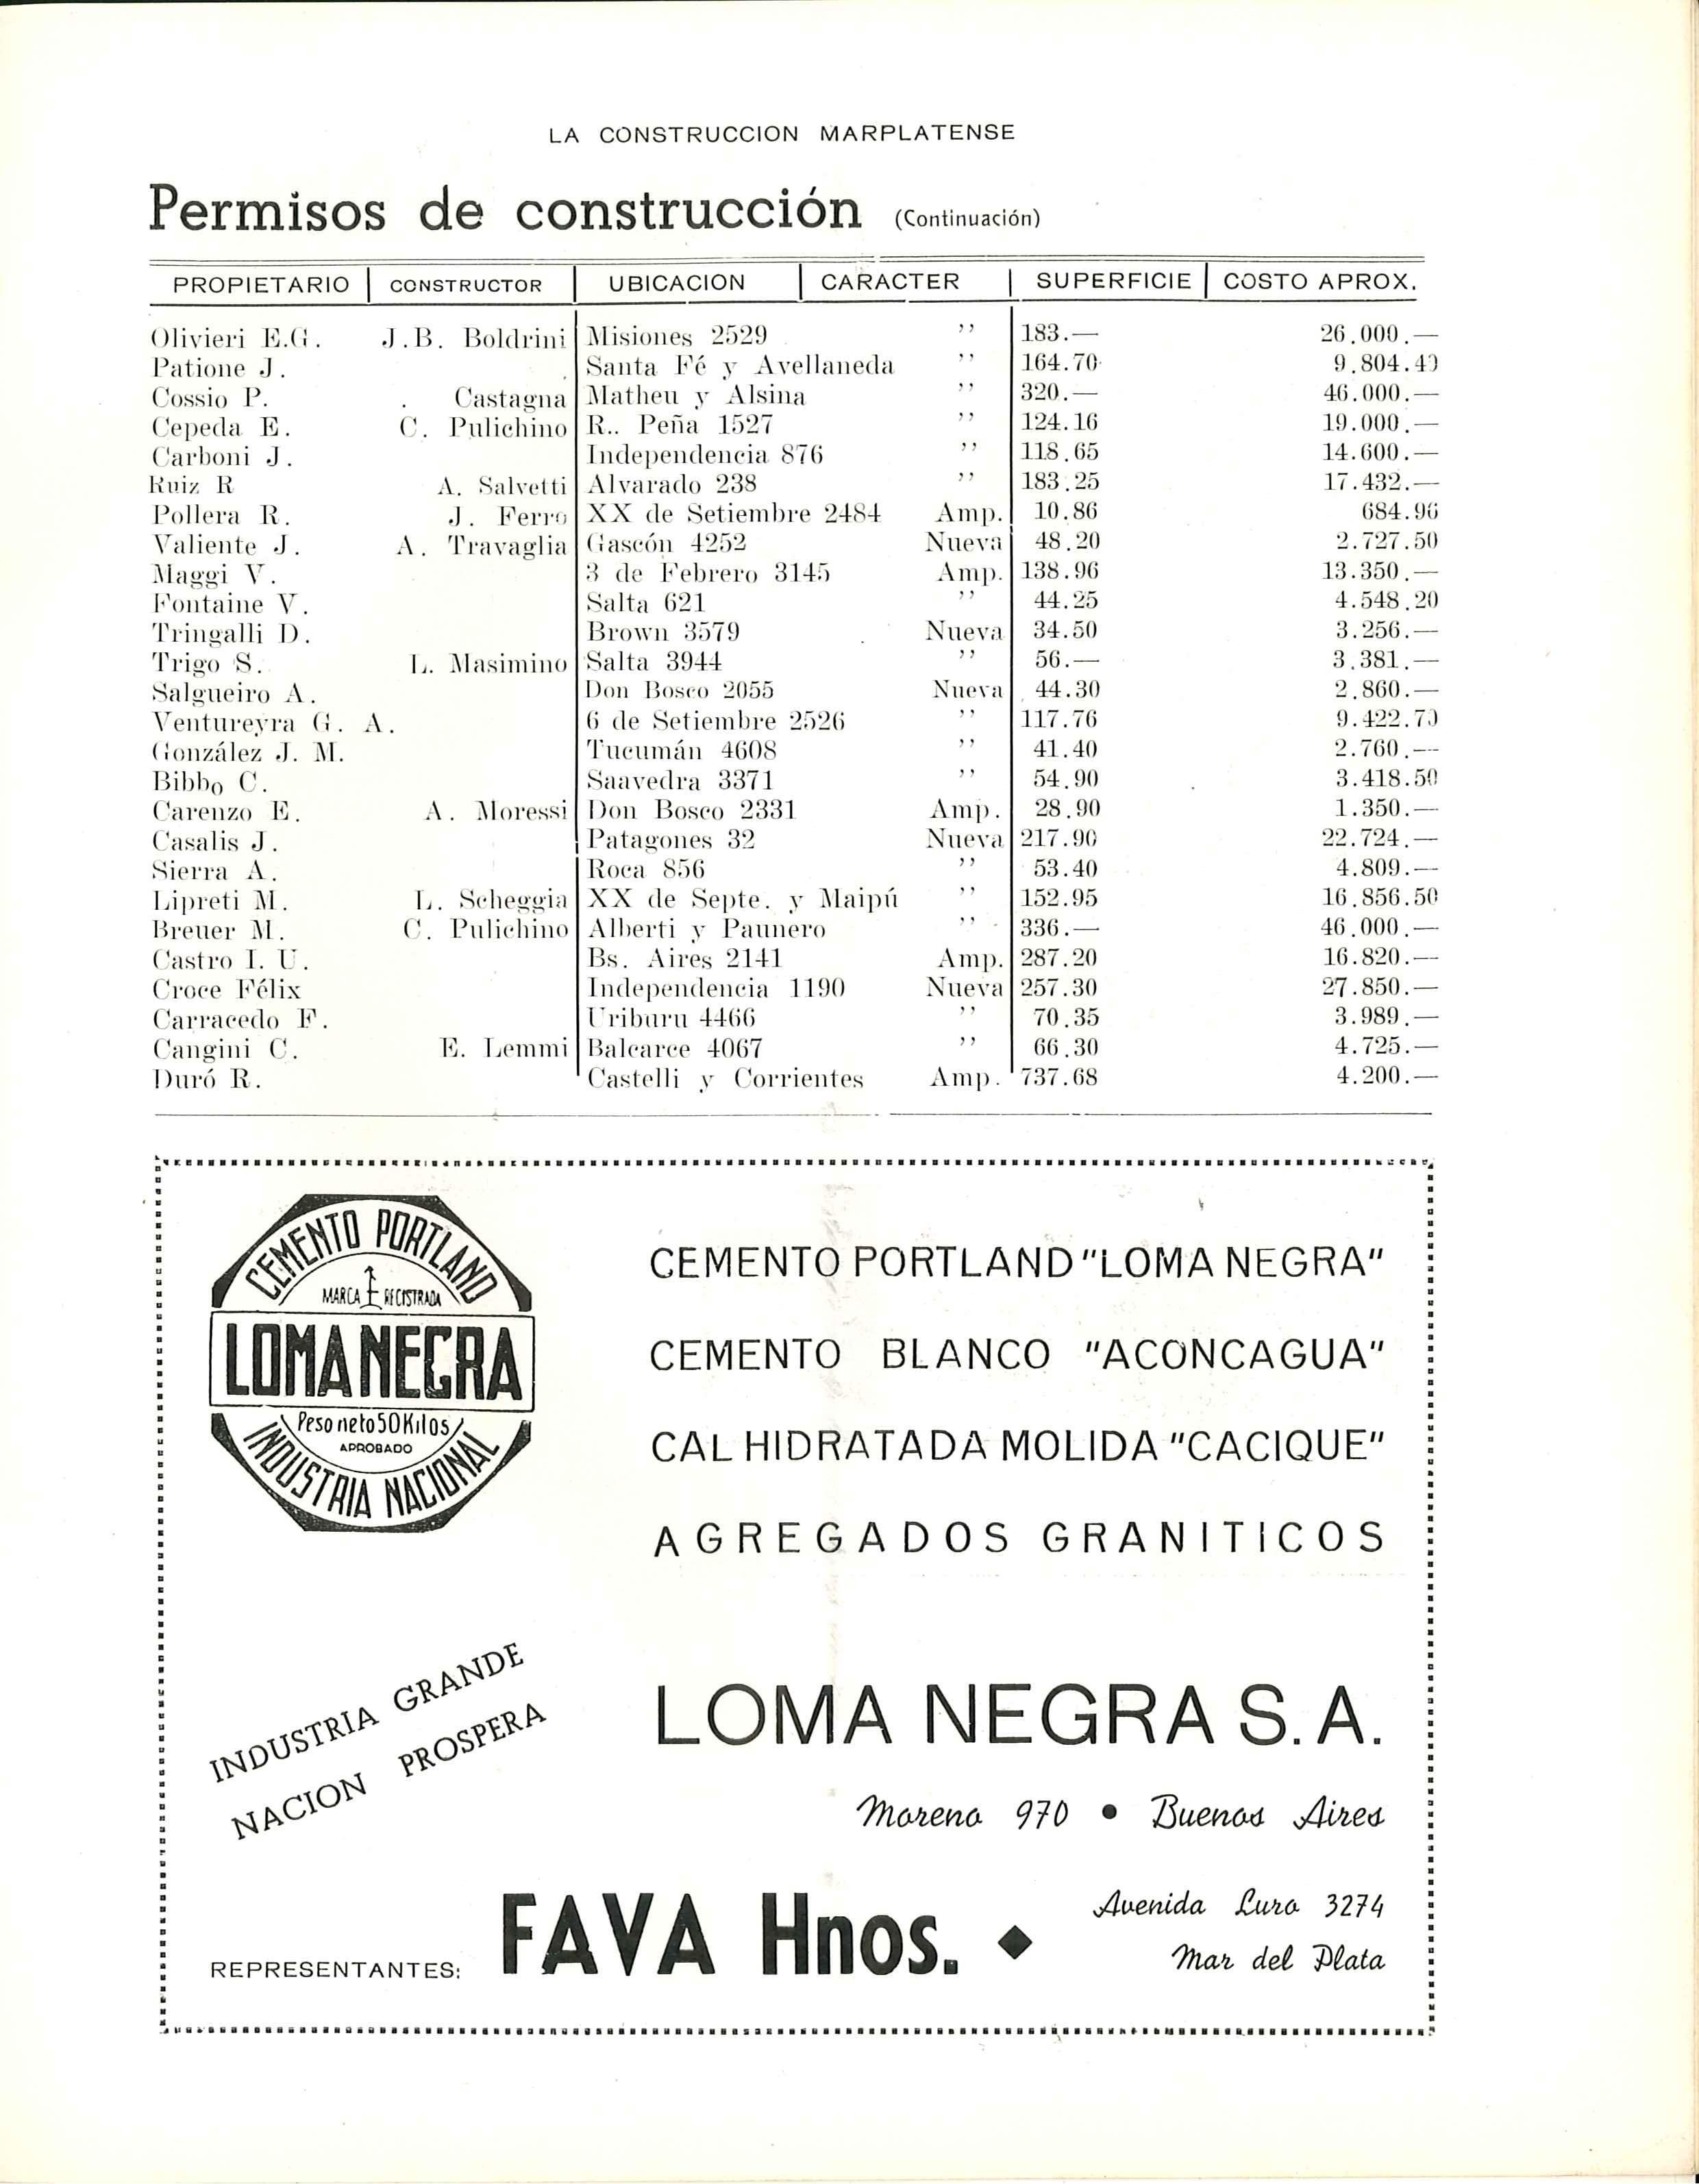 LA CONSTRUCCION MARPLATENSE
Permisos de construcción (Continuación)
PROPIETARIO CONSTRUCTOR UBICACION CARACTER SUPERFICIE COSTO APROX.
Olivieri E.G. J.B. Boldrini Misiones 2529 ,, 183.— 26.000.—
Patione J. Santa Fé y Avellaneda ,, 164.70 9.804.40
Cossio P. . Castagna Matheu y Alsina ,, 320.— 46.000.—
Cepeda E. C. Pulichino R.. Peña 1527 ,, 124.16 19.000.—
Carboni J. Independencia 876 ,, 118.65 14.600.—
Ruiz R A. Salvetti Alvarado 238 ,, 183.25 17.432.—
Pollera R. J. Ferro XX de Setiembre 2484 Amp. 10.86 684.96
Valiente J. A. Travaglia Gascón 4252 Nueva 48.20 2.727.50
Maggi V. 3 de Febrero 3145 Amp. 138.96 13.350.—
Fontaine V. Salta 621 ,, 44.25 4.548.20
Tringalli D. Brown 3579 Nueva 34.50 3.256.—
Trigo S. L. Masimino Salta 3944 ,, 56.— 3.381.—
Salgueiro A. Don Bosco 2055 Nueva 44.30 2.860.—
Ventureyra G. A. 6 de Setiembre 2526 ,, 117.76 9.422.70
González J. M. Tucumán 4608 ,, 41.40 2.760.—
Bibbo C. Saavedra 3371 ,, 54.90 3.418.50
Carenzo E. A. Moressi Don Bosco 2331 Amp. 28.90 1.350.—
Casalis J. Patagones 32 Nueva 217.90 22.724.—
Sierra A. Roca 856 ,, 53.40 4.809.—
Lipreti M. L. Scheggia XX de Septe. y Maipú ,, 152.95 16.856.50
Breuer M. C. Pulichino Alberti y Paunero ,, 336.— 46.000.—
Castro I. U. Bs. Aires 2141 Amp. 287.20 16.820.—
Croce Félix Independencia 1190 Nueva 257.30 27.850.—
Carracedo F. Uriburu 4466 ,, 70.35 3.989.—
Cangini C. E. Lemmi Balcarce 4067 ,, 66.30 4.725.—
Duró R. Castelli y Corrientes Amp. 737.68 4.200.—
CEMENTO PORTLAND
MARCA REGISTRADA
LOMA NEGRA
Peso neto 50 Kilos
APROBADO
INDUSTRIA NACIONAL
CEMENTO PORTLAND "LOMA NEGRA"
CEMENTO BLANCO "ACONCAGUA"
CAL HIDRATADA MOLIDA "CACIQUE"
AGREGADOS GRANITICOS
INDUSTRIA GRANDE
NACION PROSPERA
LOMA NEGRA S.A.
Moreno 970 • Buenos Aires
REPRESENTANTES: FAVA Hnos. ◆
Avenida Luro 3274
Mar del Plata